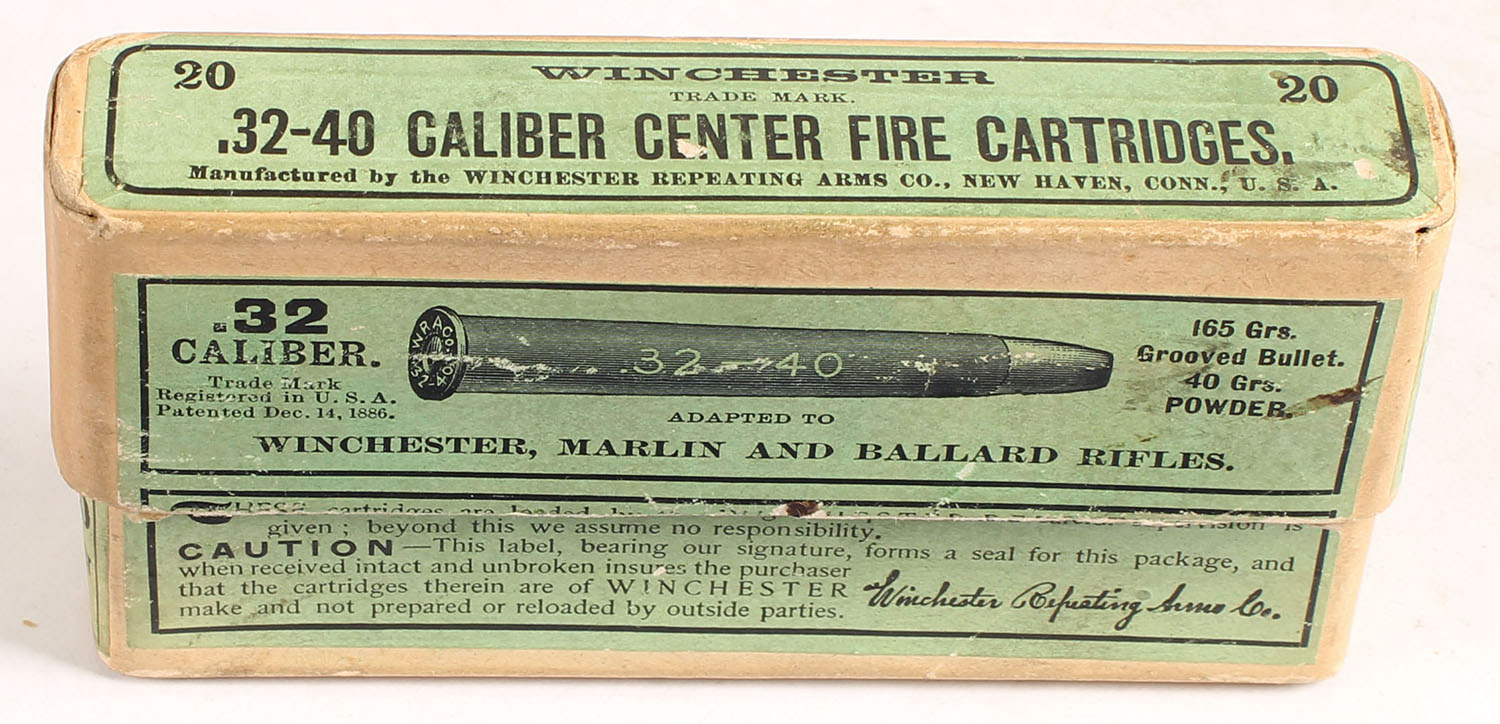 20 WINCHESTER 20
TRADE MARK.
.32-40 CALIBER CENTER FIRE CARTRIDGES.
Manufactured by the WINCHESTER REPEATING ARMS CO., NEW HAVEN, CONN., U. S. A.
.32
CALIBER.
Trade Mark
Registered in U. S. A.
Patented Dec. 14, 1886.
W.R.A.CO.
.32-40
165 Grs.
Grooved Bullet.
40 Grs.
POWDER.
ADAPTED TO
WINCHESTER, MARLIN AND BALLARD RIFLES.
cartridges are loaded
given ; beyond this we assume no responsibility.
CAUTION—This label, bearing our signature, forms a seal for this package, and
when received intact and unbroken insures the purchaser
that the cartridges therein are of WINCHESTER
make and not prepared or reloaded by outside parties.
Winchester Repeating Arms Co.